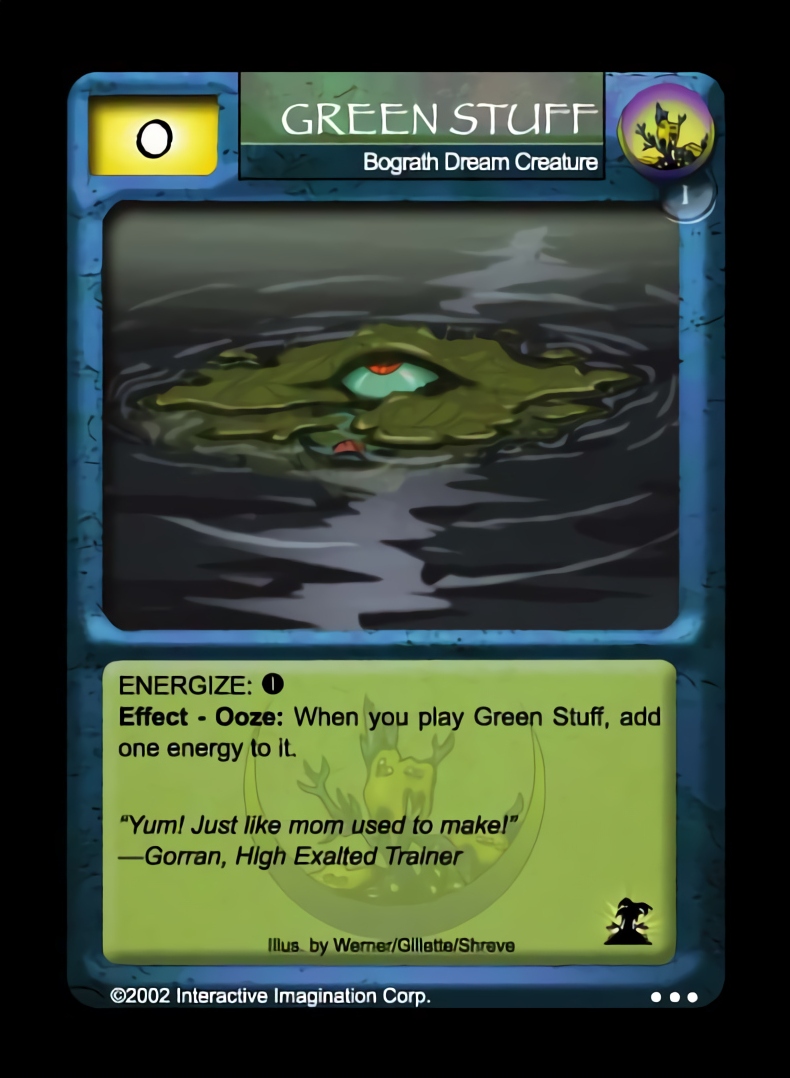 0
GREEN STUFF
Bograth Dream Creature
1
ENERGIZE: 1
Effect - Ooze: When you play Green Stuff, add
one energy to it.
“Yum! Just like mom used to make!”
—Gorran, High Exalted Trainer
Illus. by Werner/Gillette/Shreve
©2002 Interactive Imagination Corp.